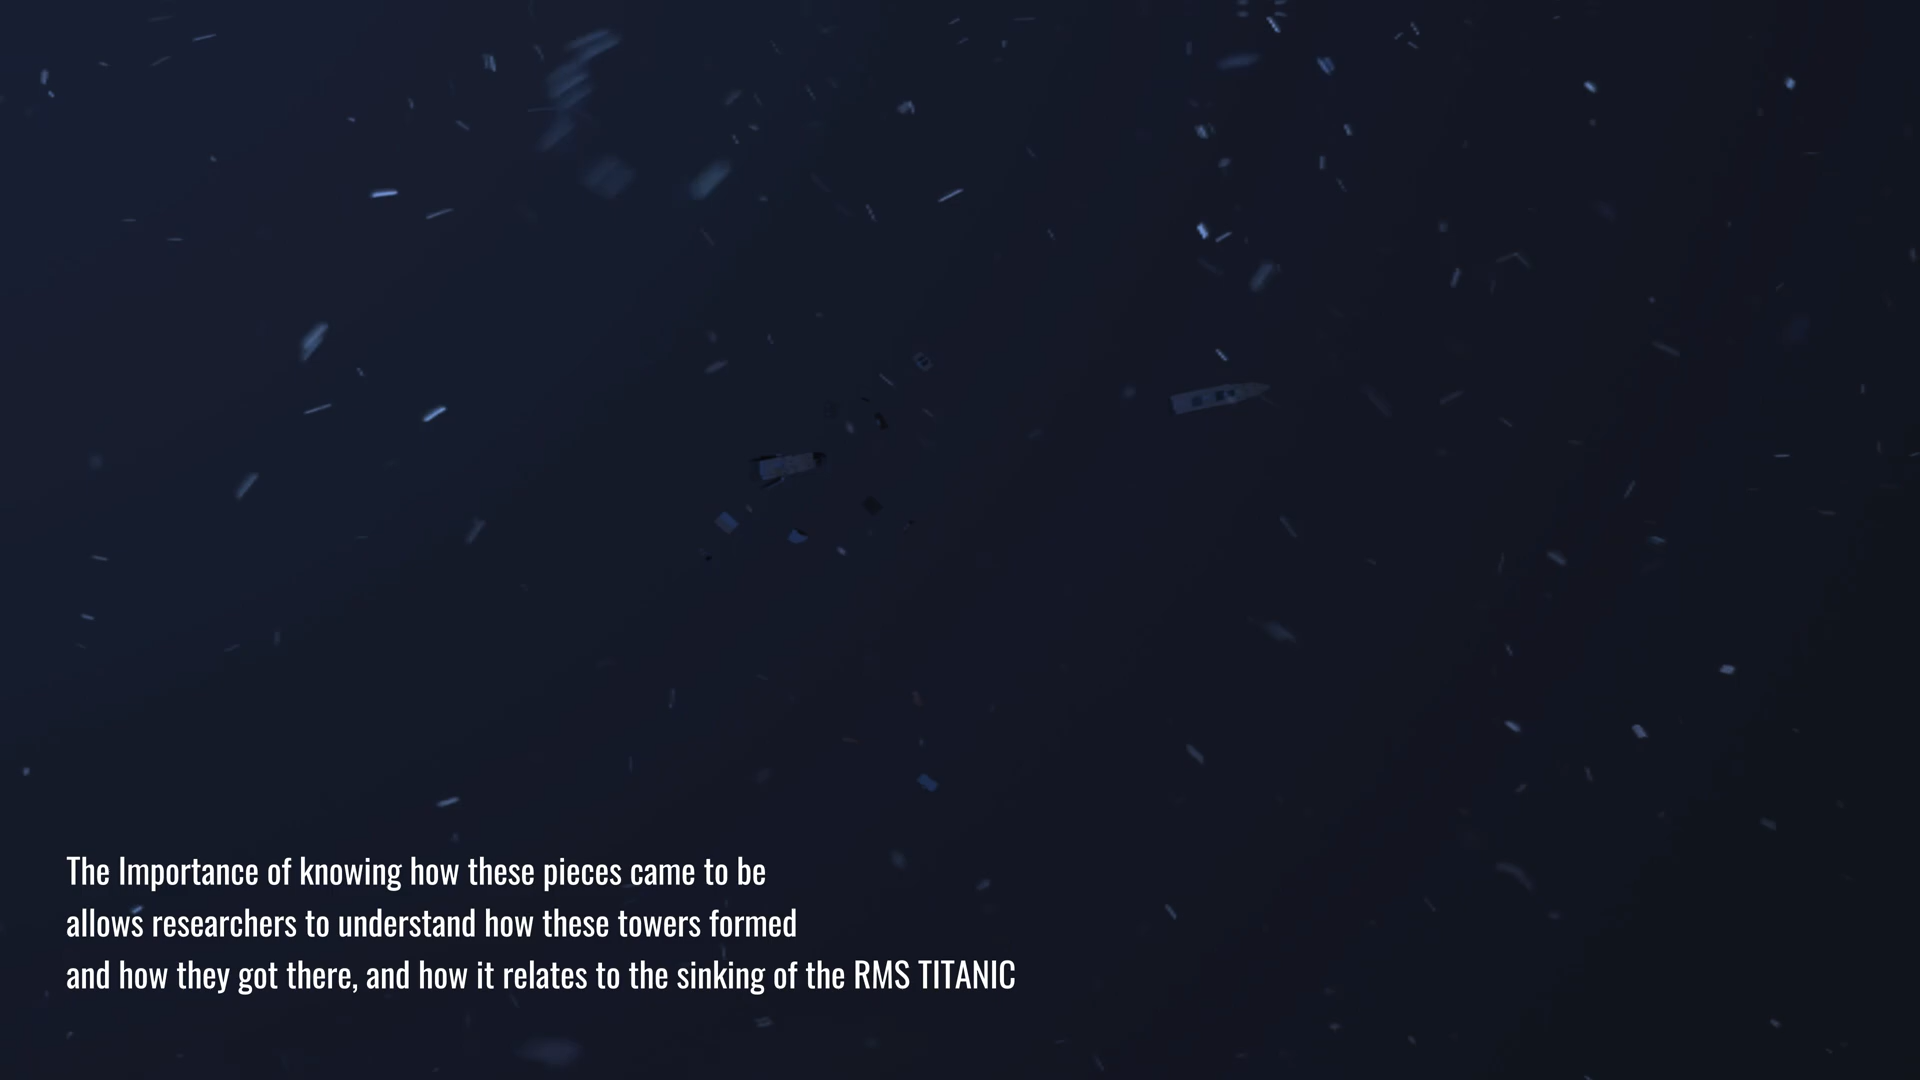 The Importance of knowing how these pieces came to be
allows researchers to understand how these towers formed
and how they got there, and how it relates to the sinking of the RMS TITANIC